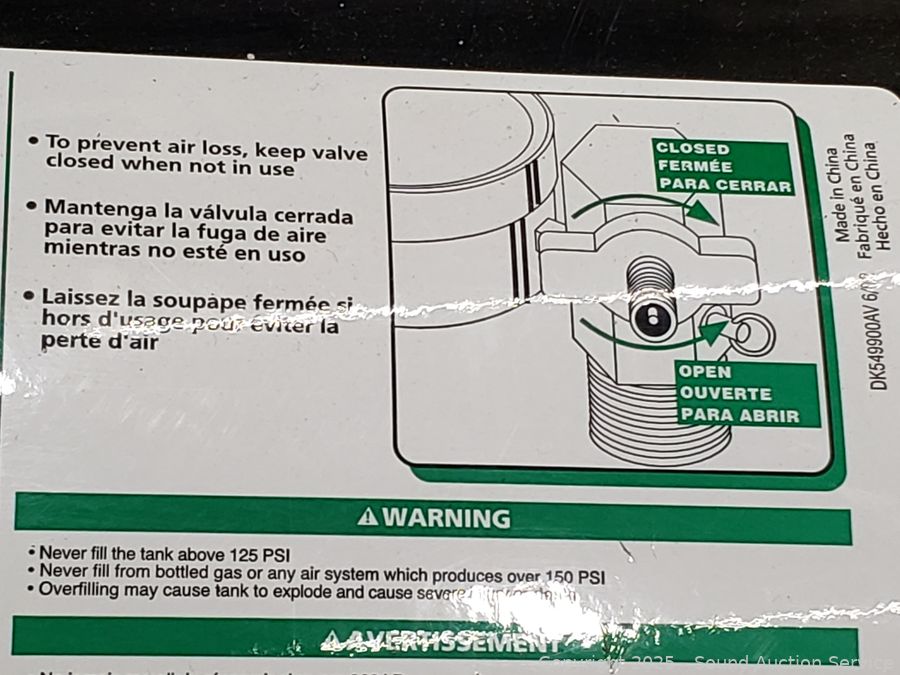 • To prevent air loss, keep valve
closed when not in use
• Mantenga la válvula cerrada
para evitar la fuga de aire
mientras no esté en uso
• Laissez la soupape fermée si
hors d'usage pour éviter la
perte d'air
CLOSED
FERMÉE
PARA CERRAR
OPEN
OUVERTE
PARA ABRIR
Made in China
Fabriqué en China
Hecho en China
DK549900AV
⚠WARNING
• Never fill the tank above 125 PSI
• Never fill from bottled gas or any air system which produces over 150 PSI
• Overfilling may cause tank to explode and cause severe
⚠AVERTISSEMENT
Copyright 2025 - Sound Auction Service